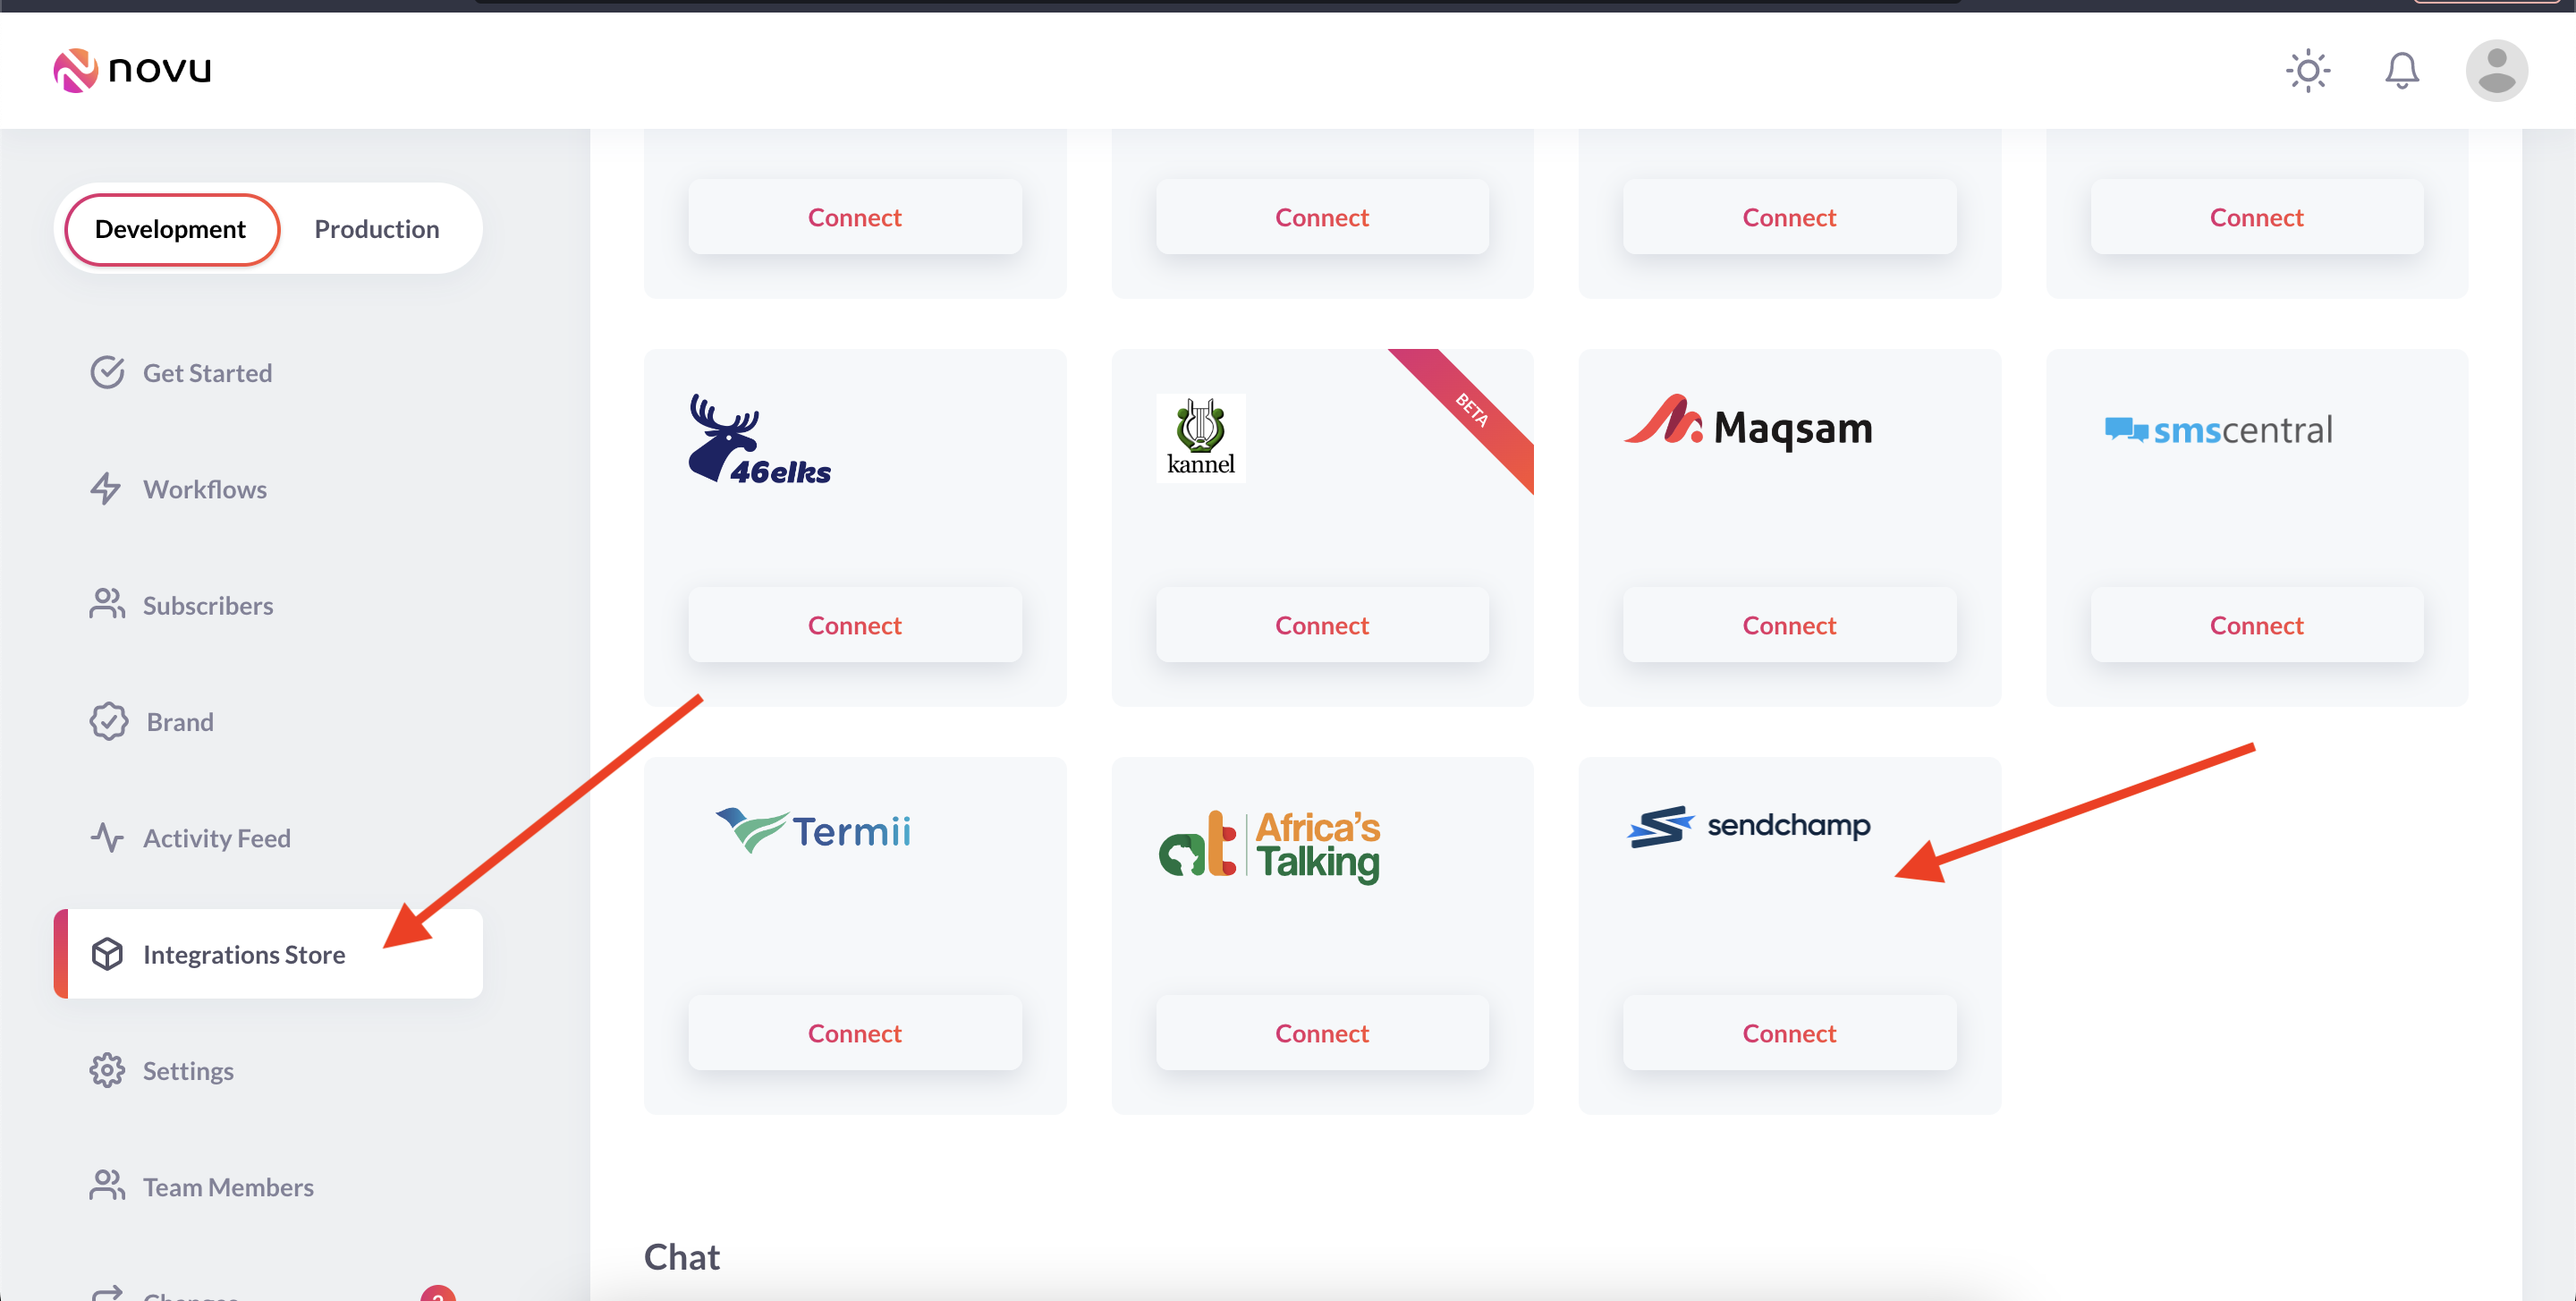 novu
Development
Production
Get Started
Workflows
Subscribers
Brand
Activity Feed
Integrations Store
Settings
Team Members
Changes
Connect
Connect
Connect
Connect
46elks
kannel
BETA
Maqsam
smscentral
Connect
Connect
Connect
Connect
Termii
Africa's
Talking
sendchamp
Connect
Connect
Connect
Chat